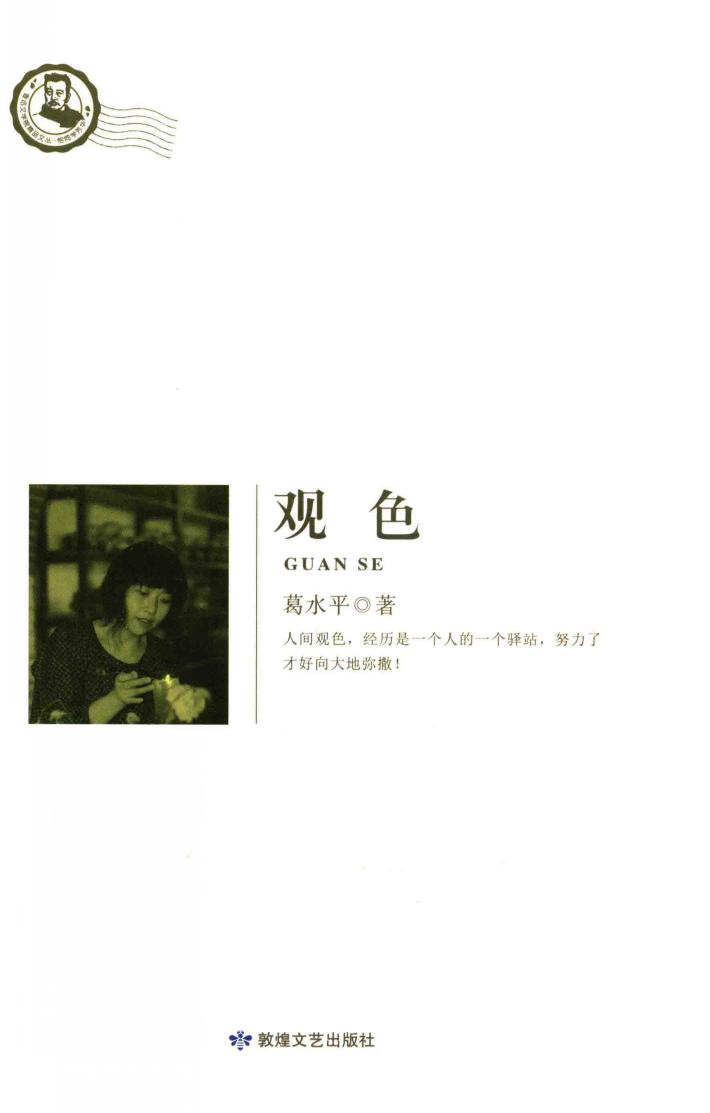 观 色
GUAN SE
葛水平◎著
人间观色，经历是一个人的一个驿站，努力了
才好向大地弥撒！
敦煌文艺出版社